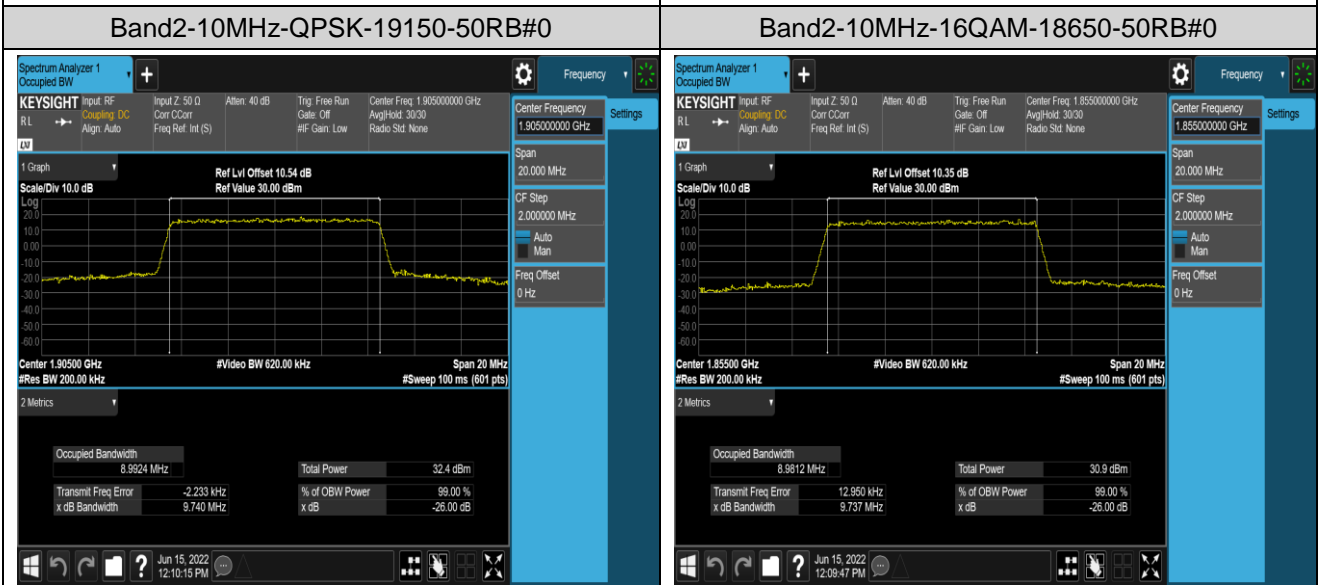 Band2-10MHz-QPSK-19150-50RB#0
Spectrum Analyzer 1
Occupied BW
+
Frequency
KEYSIGHT
RL
LXI
Input: RF
Coupling: DC
Align: Auto
Input Z: 50 Ω
Corr CCorr
Freq Ref: Int (S)
Atten: 40 dB
Trig: Free Run
Gate: Off
#IF Gain: Low
Center Freq: 1.905000000 GHz
Avg|Hold: 30/30
Radio Std: None
Center Frequency
1.905000000 GHz
Settings
Span
20.000 MHz
CF Step
2.000000 MHz
Auto
Man
Freq Offset
0 Hz
1 Graph
Ref Lvl Offset 10.54 dB
Scale/Div 10.0 dB
Ref Value 30.00 dBm
Log
20.0
10.0
0.00
-10.0
-20.0
-30.0
-40.0
-50.0
-60.0
Center 1.90500 GHz
#Video BW 620.00 kHz
Span 20 MHz
#Res BW 200.00 kHz
#Sweep 100 ms (601 pts)
2 Metrics
Occupied Bandwidth
8.9924 MHz
Total Power 32.4 dBm
Transmit Freq Error -2.233 kHz
% of OBW Power 99.00 %
x dB Bandwidth 9.740 MHz
x dB -26.00 dB
?
Jun 15, 2022
12:10:15 PM
Band2-10MHz-16QAM-18650-50RB#0
Spectrum Analyzer 1
Occupied BW
+
Frequency
KEYSIGHT
RL
LXI
Input: RF
Coupling: DC
Align: Auto
Input Z: 50 Ω
Corr CCorr
Freq Ref: Int (S)
Atten: 40 dB
Trig: Free Run
Gate: Off
#IF Gain: Low
Center Freq: 1.855000000 GHz
Avg|Hold: 30/30
Radio Std: None
Center Frequency
1.855000000 GHz
Settings
Span
20.000 MHz
CF Step
2.000000 MHz
Auto
Man
Freq Offset
0 Hz
1 Graph
Ref Lvl Offset 10.35 dB
Scale/Div 10.0 dB
Ref Value 30.00 dBm
Log
20.0
10.0
0.00
-10.0
-20.0
-30.0
-40.0
-50.0
-60.0
Center 1.85500 GHz
#Video BW 620.00 kHz
Span 20 MHz
#Res BW 200.00 kHz
#Sweep 100 ms (601 pts)
2 Metrics
Occupied Bandwidth
8.9812 MHz
Total Power 30.9 dBm
Transmit Freq Error 12.950 kHz
% of OBW Power 99.00 %
x dB Bandwidth 9.737 MHz
x dB -26.00 dB
?
Jun 15, 2022
12:09:47 PM